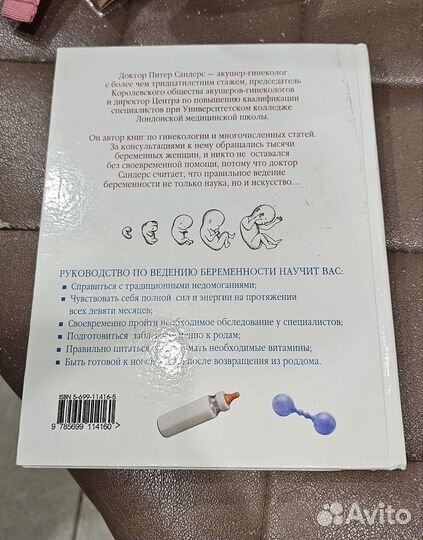 Доктор Питер Сандерс — акушер-гинеколог
с более чем тридцатилетним стажем, председатель
Королевского общества акушеров-гинекологов
и директор Центра по повышению квалификации
специалистов при Университетском колледже
Лондонской медицинской школы.
Он автор книг по гинекологии и многочисленных статей.
За консультациями к нему обращались тысячи
беременных женщин, и никто не оставался
без своевременной помощи, потому что доктор
Сандерс считает, что правильное ведение
беременности не только наука, но и искусство...
РУКОВОДСТВО ПО ВЕДЕНИЮ БЕРЕМЕННОСТИ НАУЧИТ ВАС:
Справиться с традиционными недомоганиями;
Чувствовать себя полной сил и энергии на протяжении
всех девяти месяцев;
Своевременно пройти необходимое обследование у специалистов;
Подготовиться к родам;
Правильно питаться необходимые витамины;
Быть готовой к после возвращения из роддома.
ISBN 5-699-11416-5
9 785699 114160 >
Avito